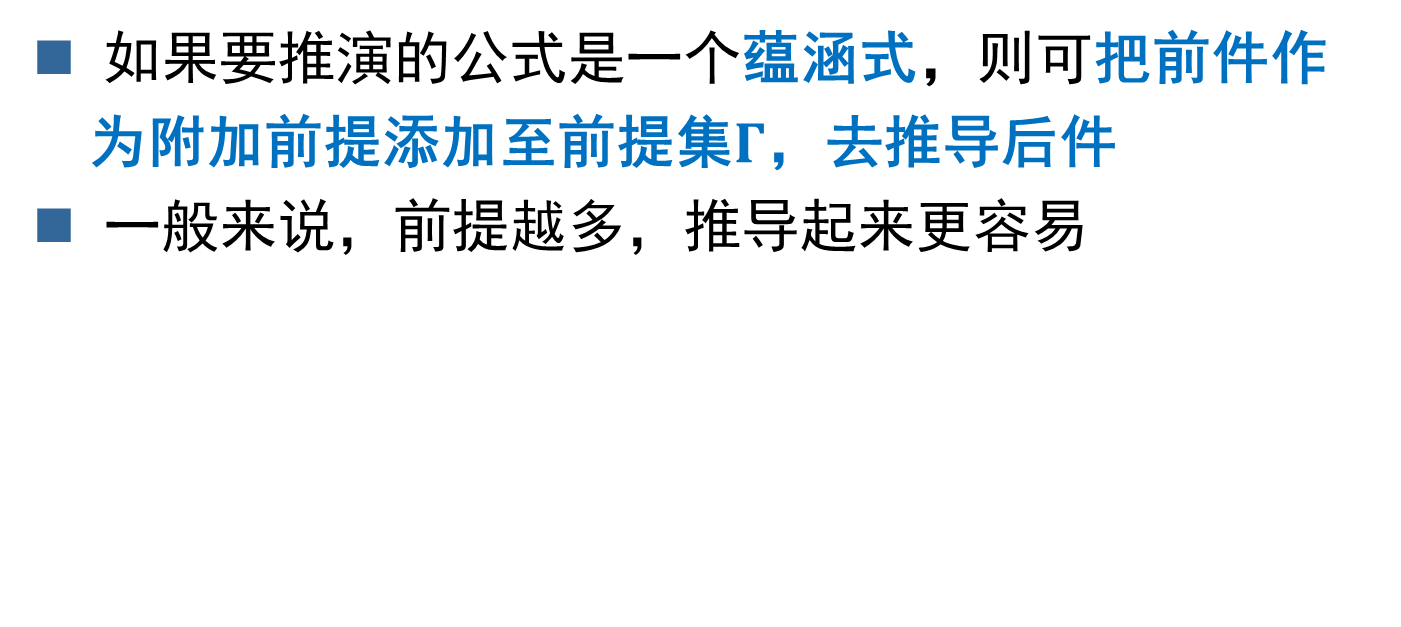 ■ 如果要推演的公式是一个蕴涵式，则可把前件作
为附加前提添加至前提集Γ，去推导后件
■ 一般来说，前提越多，推导起来更容易